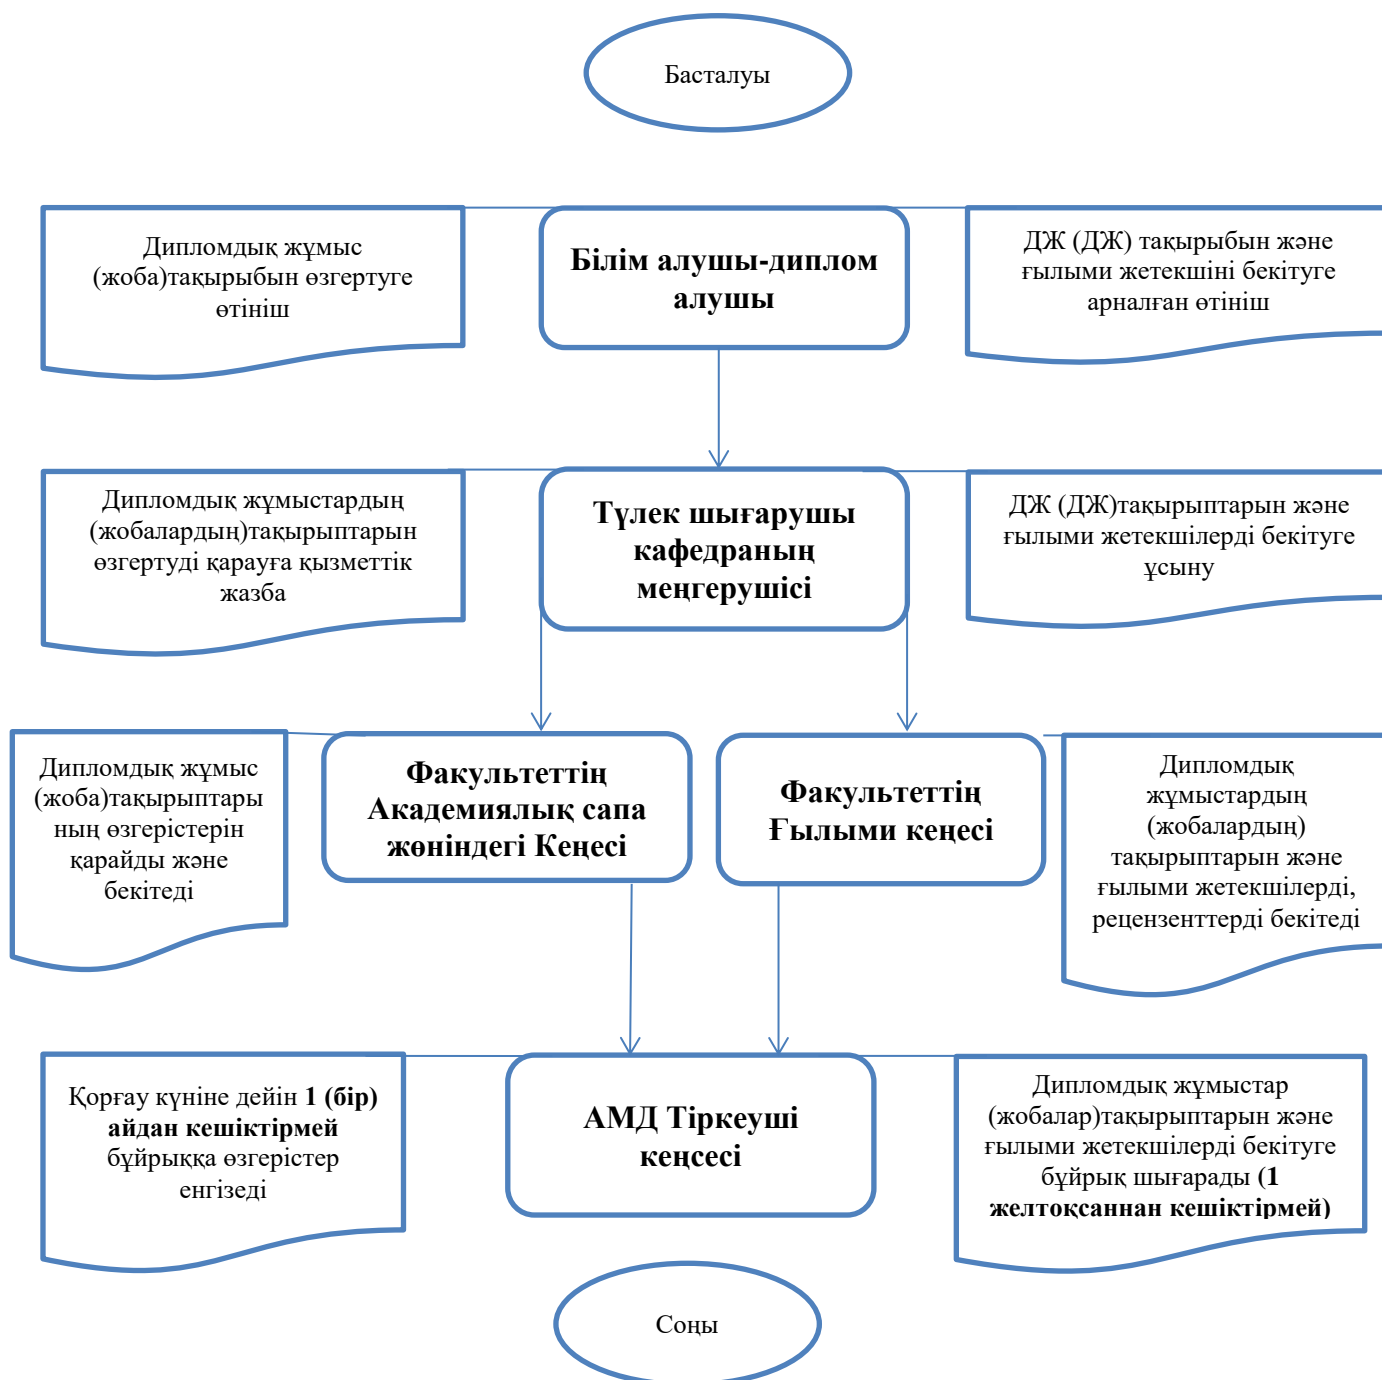 Басталуы
Дипломдық жұмыс
(жоба)тақырыбын өзгертуге
өтініш
Білім алушы-диплом
алушы
ДЖ (ДЖ) тақырыбын және
ғылыми жетекшіні бекітуге
арналған өтініш
Дипломдық жұмыстардың
(жобалардың)тақырыптарын
өзгертуді қарауға қызметтік
жазба
Түлек шығарушы
кафедраның
меңгерушісі
ДЖ (ДЖ)тақырыптарын және
ғылыми жетекшілерді бекітуге
ұсыну
Дипломдық жұмыс
(жоба)тақырыптары
ның өзгерістерін
қарайды және
бекітеді
Факультеттің
Академиялық сапа
жөніндегі Кеңесі
Факультеттің
Ғылыми кеңесі
Дипломдық
жұмыстардың
(жобалардың)
тақырыптарын және
ғылыми жетекшілерді,
рецензенттерді бекітеді
Қорғау күніне дейін 1 (бір)
айдан кешіктірмей
бұйрыққа өзгерістер
енгізеді
АМД Тіркеуші
кеңсесі
Дипломдық жұмыстар
(жобалар)тақырыптарын және
ғылыми жетекшілерді бекітуге
бұйрық шығарады (1
желтоқсаннан кешіктірмей)
Соңы